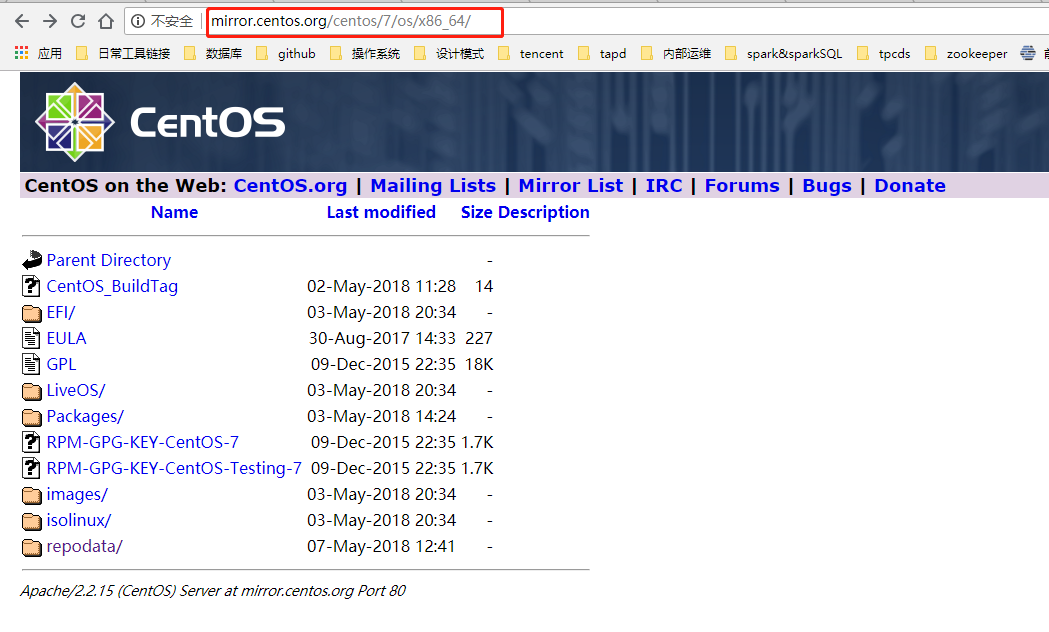 不安全 mirror.centos.org/centos/7/os/x86_64/
应用 日常工具链接 数据库 github 操作系统 设计模式 tencent tapd 内部运维 spark&sparkSQL tpcds zookeeper
CentOS
CentOS on the Web: CentOS.org | Mailing Lists | Mirror List | IRC | Forums | Bugs | Donate
Name Last modified Size Description
Parent Directory -
CentOS_BuildTag 02-May-2018 11:28 14
EFI/ 03-May-2018 20:34 -
EULA 30-Aug-2017 14:33 227
GPL 09-Dec-2015 22:35 18K
LiveOS/ 03-May-2018 20:34 -
Packages/ 03-May-2018 14:24 -
RPM-GPG-KEY-CentOS-7 09-Dec-2015 22:35 1.7K
RPM-GPG-KEY-CentOS-Testing-7 09-Dec-2015 22:35 1.7K
images/ 03-May-2018 20:34 -
isolinux/ 03-May-2018 20:34 -
repodata/ 07-May-2018 12:41 -
Apache/2.2.15 (CentOS) Server at mirror.centos.org Port 80